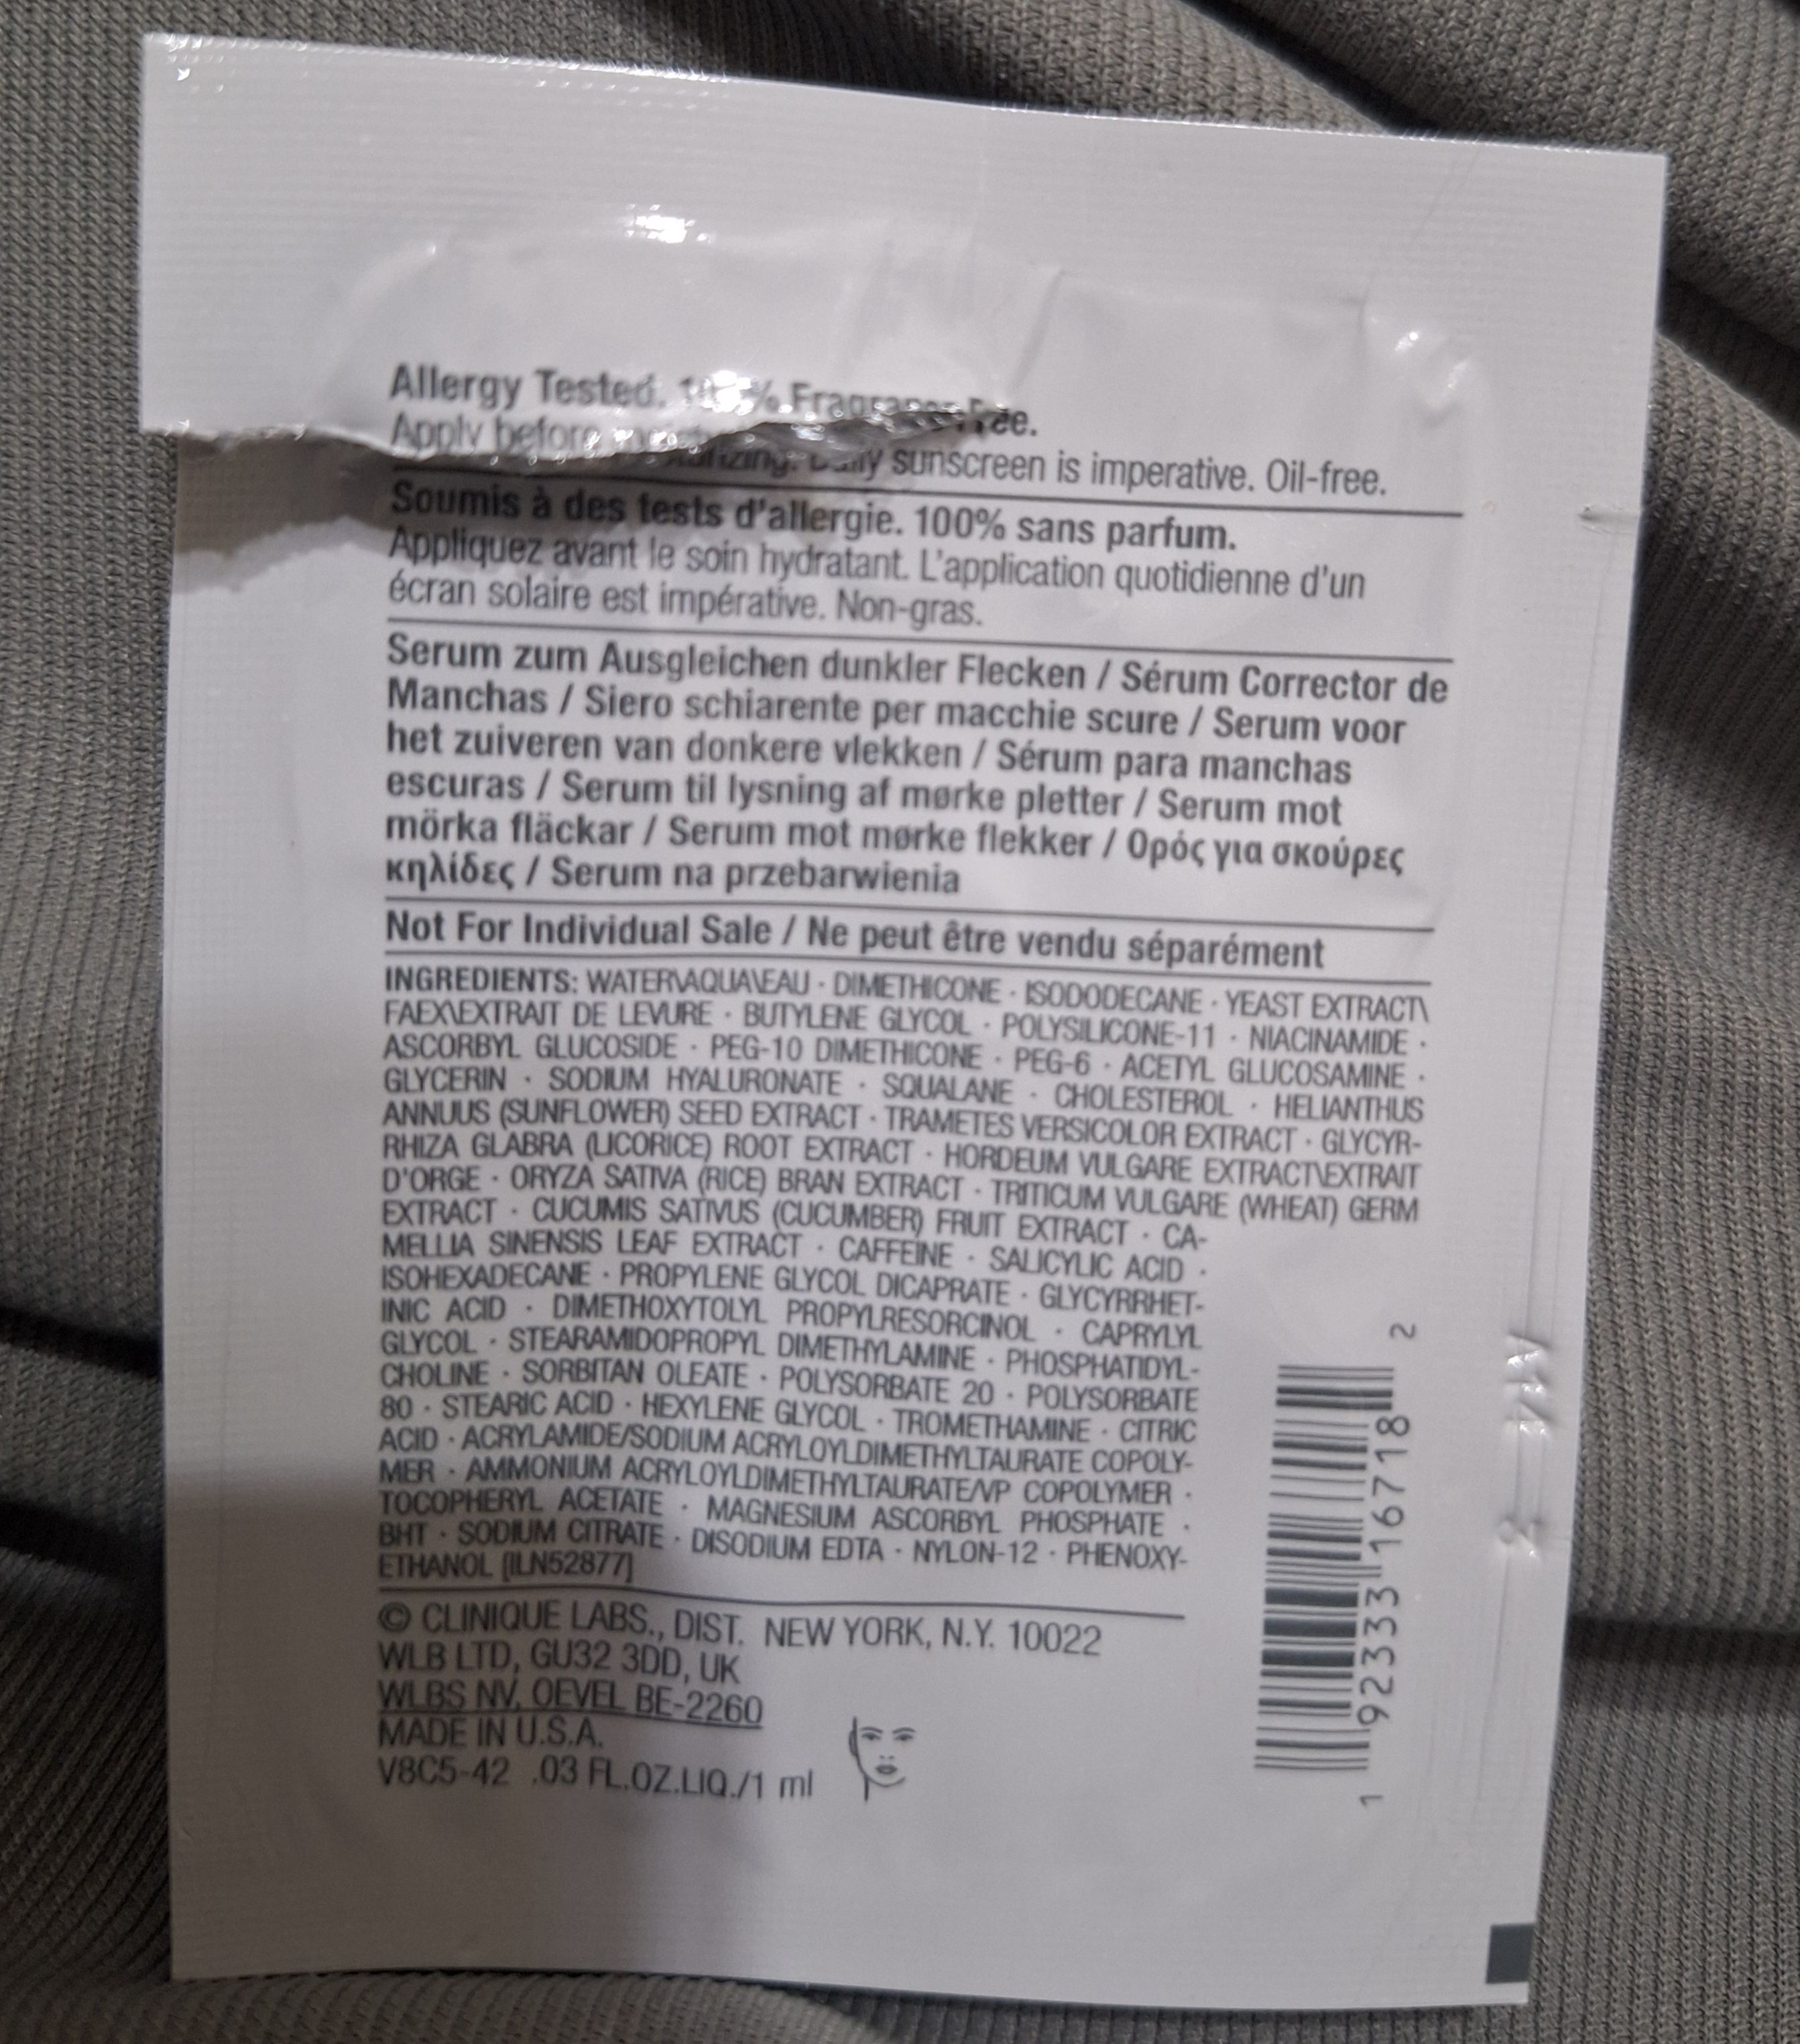 Allergy Tested. % Fragrance Free.
Apply before sunscreen is imperative. Oil-free.
Soumis à des tests d'allergie. 100% sans parfum.
Appliquez avant le soin hydratant. L'application quotidienne d'un
écran solaire est impérative. Non-gras.
Serum zum Ausgleichen dunkler Flecken / Sérum Corrector de
Manchas / Siero schiarente per macchie scure / Serum voor
het zuiveren van donkere vlekken / Sérum para manchas
escuras / Serum til lysning af mørke pletter / Serum mot
mörka fläckar / Serum mot mørke flekker / Ορός για σκούρες
κηλίδες / Serum na przebarwienia
Not For Individual Sale / Ne peut être vendu séparément
INGREDIENTS: WATER\AQUA\EAU · DIMETHICONE · ISODODECANE · YEAST EXTRACT\
FAEX\EXTRAIT DE LEVURE · BUTYLENE GLYCOL · POLYSILICONE-11 · NIACINAMIDE ·
ASCORBYL GLUCOSIDE · PEG-10 DIMETHICONE · PEG-6 · ACETYL GLUCOSAMINE ·
GLYCERIN · SODIUM HYALURONATE · SQUALANE · CHOLESTEROL · HELIANTHUS
ANNUUS (SUNFLOWER) SEED EXTRACT · TRAMETES VERSICOLOR EXTRACT · GLYCYR-
RHIZA GLABRA (LICORICE) ROOT EXTRACT · HORDEUM VULGARE EXTRACT\EXTRAIT
D'ORGE · ORYZA SATIVA (RICE) BRAN EXTRACT · TRITICUM VULGARE (WHEAT) GERM
EXTRACT · CUCUMIS SATIVUS (CUCUMBER) FRUIT EXTRACT · CA-
MELLIA SINENSIS LEAF EXTRACT · CAFFEINE · SALICYLIC ACID ·
ISOHEXADECANE · PROPYLENE GLYCOL DICAPRATE · GLYCYRRHET-
INIC ACID · DIMETHOXYTOLYL PROPYLRESORCINOL · CAPRYLYL
GLYCOL · STEARAMIDOPROPYL DIMETHYLAMINE · PHOSPHATIDYL-
CHOLINE · SORBITAN OLEATE · POLYSORBATE 20 · POLYSORBATE
80 · STEARIC ACID · HEXYLENE GLYCOL · TROMETHAMINE · CITRIC
ACID · ACRYLAMIDE/SODIUM ACRYLOYLDIMETHYLTAURATE COPOLY-
MER · AMMONIUM ACRYLOYLDIMETHYLTAURATE/VP COPOLYMER ·
TOCOPHERYL ACETATE · MAGNESIUM ASCORBYL PHOSPHATE ·
BHT · SODIUM CITRATE · DISODIUM EDTA · NYLON-12 · PHENOXY-
ETHANOL [ILN52877]
© CLINIQUE LABS., DIST. NEW YORK, N.Y. 10022
WLB LTD, GU32 3DD, UK
WLBS NV, OEVEL BE-2260
MADE IN U.S.A.
V8C5-42 .03 FL.OZ.LIQ./1 ml
1 92333 16718 2